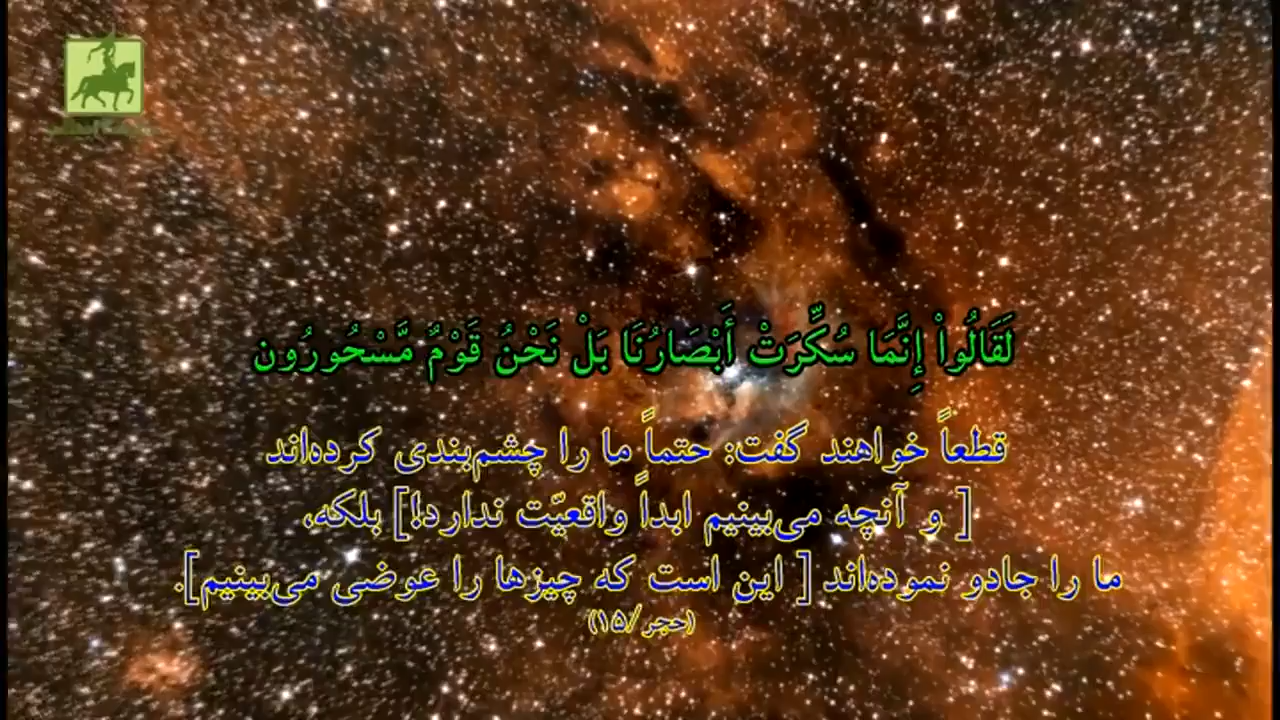 لَقَالُواْ إِنَّمَا سُكِّرَتْ أَبْصَارُنَا بَلْ نَحْنُ قَوْمٌ مَّسْحُورُون
قطعاً خواهند گفت: حتماً ما را چشم‌بندی کرده‌اند
[ و آنچه می‌بینیم ابداً واقعیّت ندارد!] بلکه،
ما را جادو نموده‌اند [ این است که چیزها را عوضی می‌بینیم].
(حجر/۱۵)